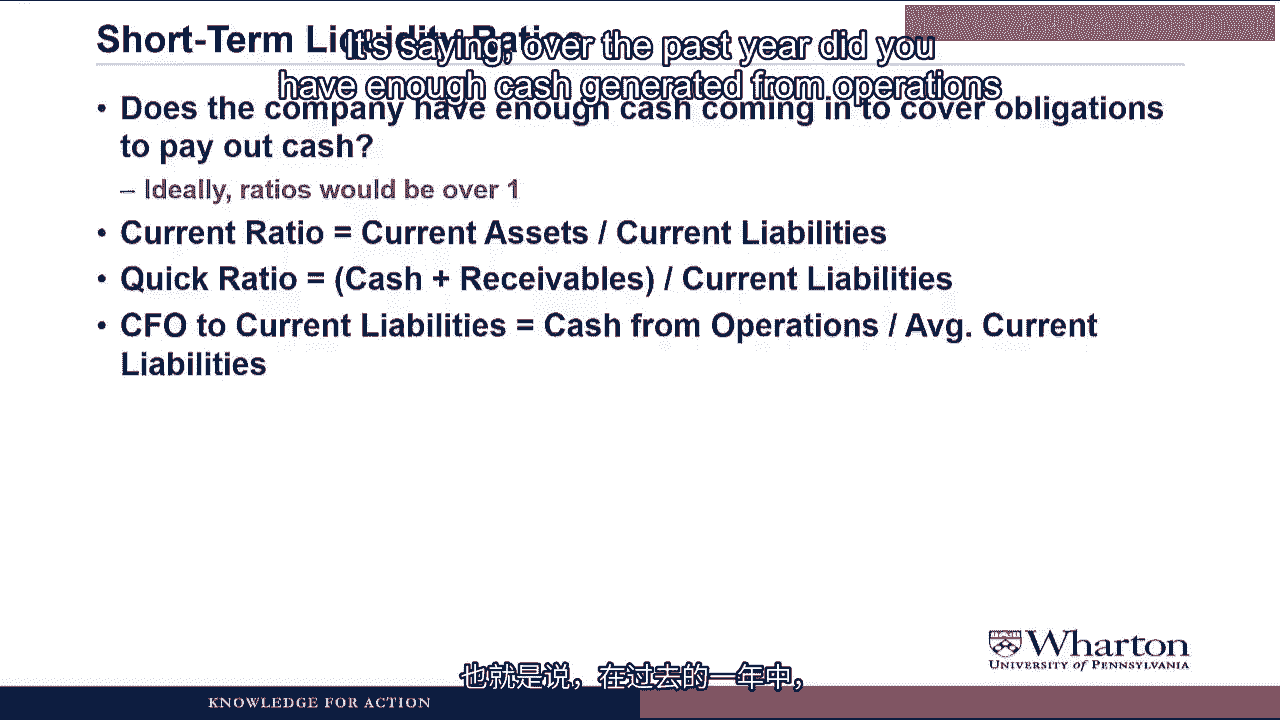 Short-Term Liquidity Ratios
It's saying, over the past year did you
have enough cash generated from operations
• Does the company have enough cash coming in to cover obligations
to pay out cash?
– Ideally, ratios would be over 1
• Current Ratio = Current Assets / Current Liabilities
• Quick Ratio = (Cash + Receivables) / Current Liabilities
• CFO to Current Liabilities = Cash from Operations / Avg. Current
Liabilities
Wharton
UNIVERSITY of PENNSYLVANIA
也就是说，在过去的一年中，
KNOWLEDGE FOR ACTION